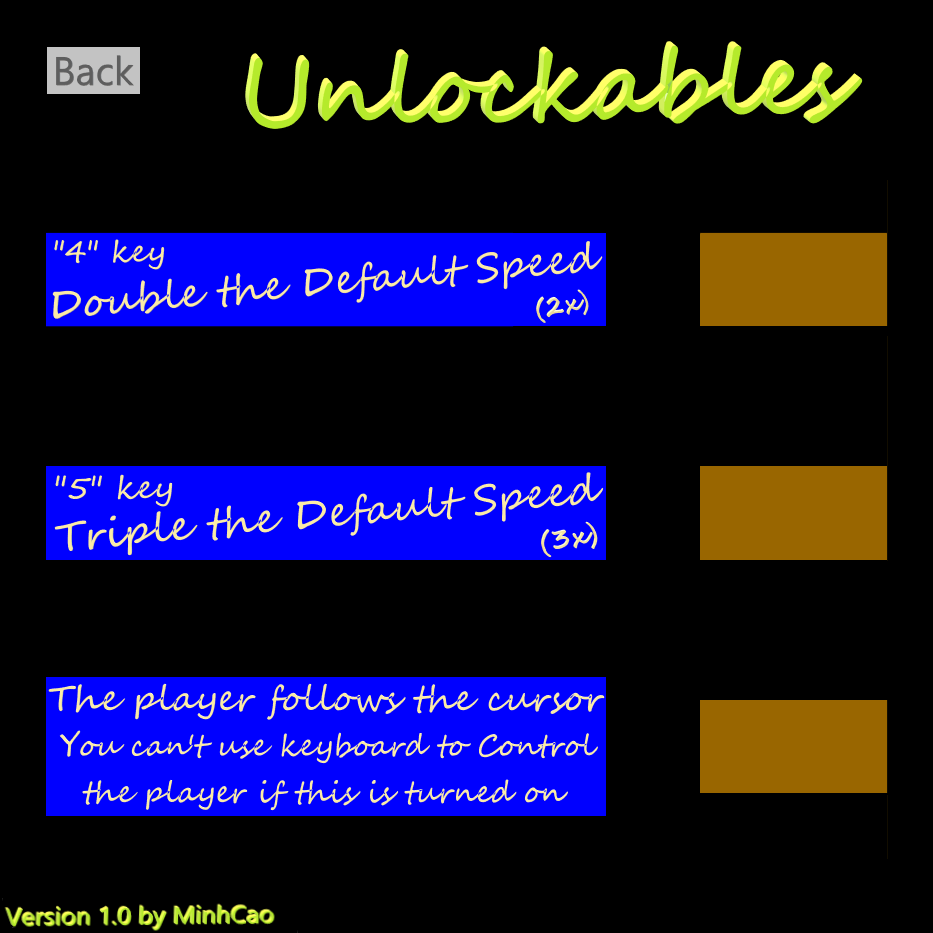 Back
Unlockables
"4" key
Double the Default Speed
(2x)
"5" key
Triple the Default Speed
(3x)
The player follows the cursor
You can't use keyboard to Control
the player if this is turned on
Version 1.0 by MinhCao